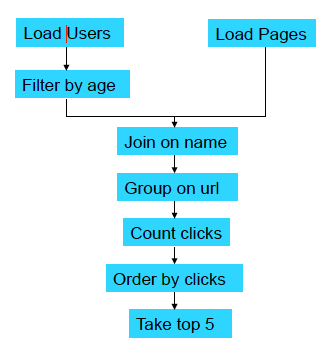 Load Users
Load Pages
Filter by age
Join on name
Group on url
Count clicks
Order by clicks
Take top 5